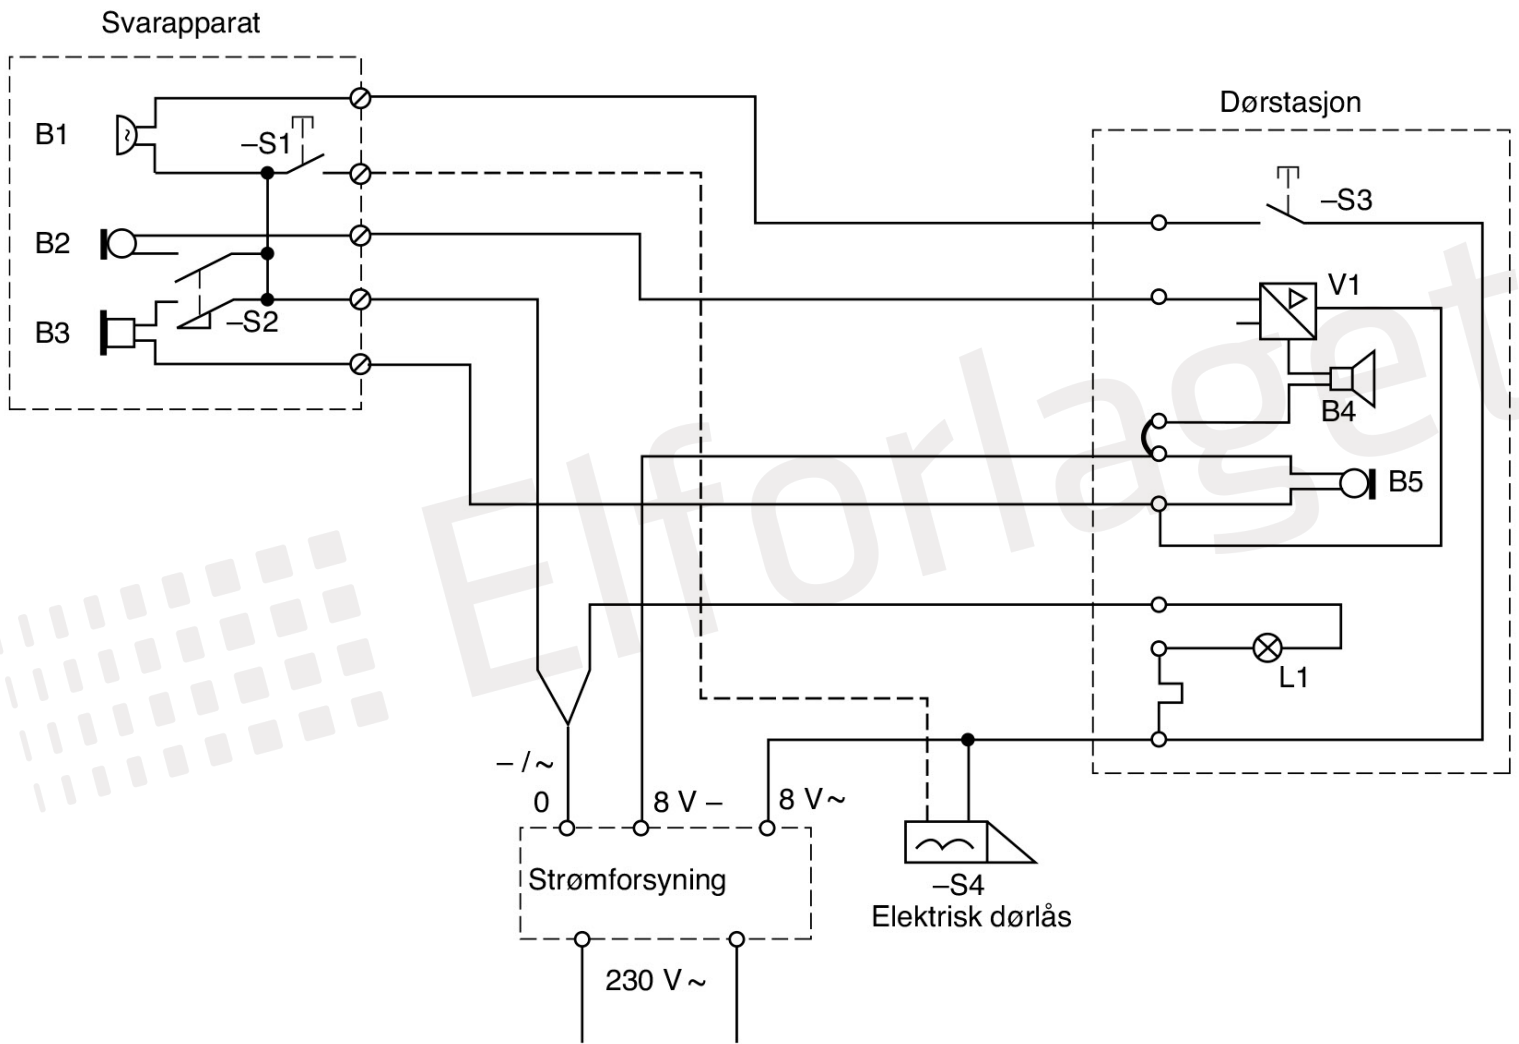 Svarapparat
Dørstasjon
B1
–S1
–S3
B2
V1
–S2
B3
B4
B5
L1
– / ~
0
8 V –
8 V ~
Strømforsyning
–S4
Elektrisk dørlås
230 V ~
Elforlaget